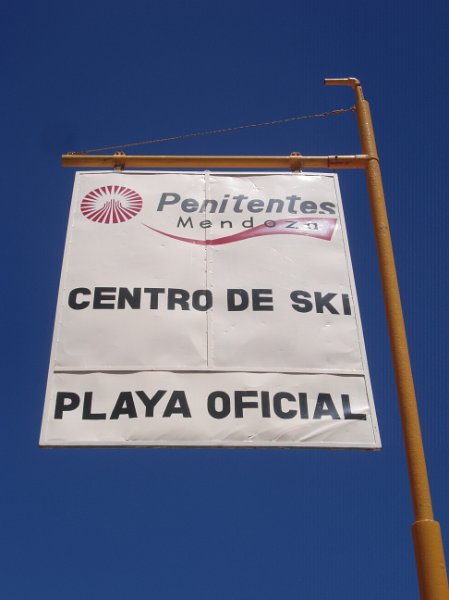 Penitentes
Mendoza
CENTRO DE SKI
PLAYA OFICIAL